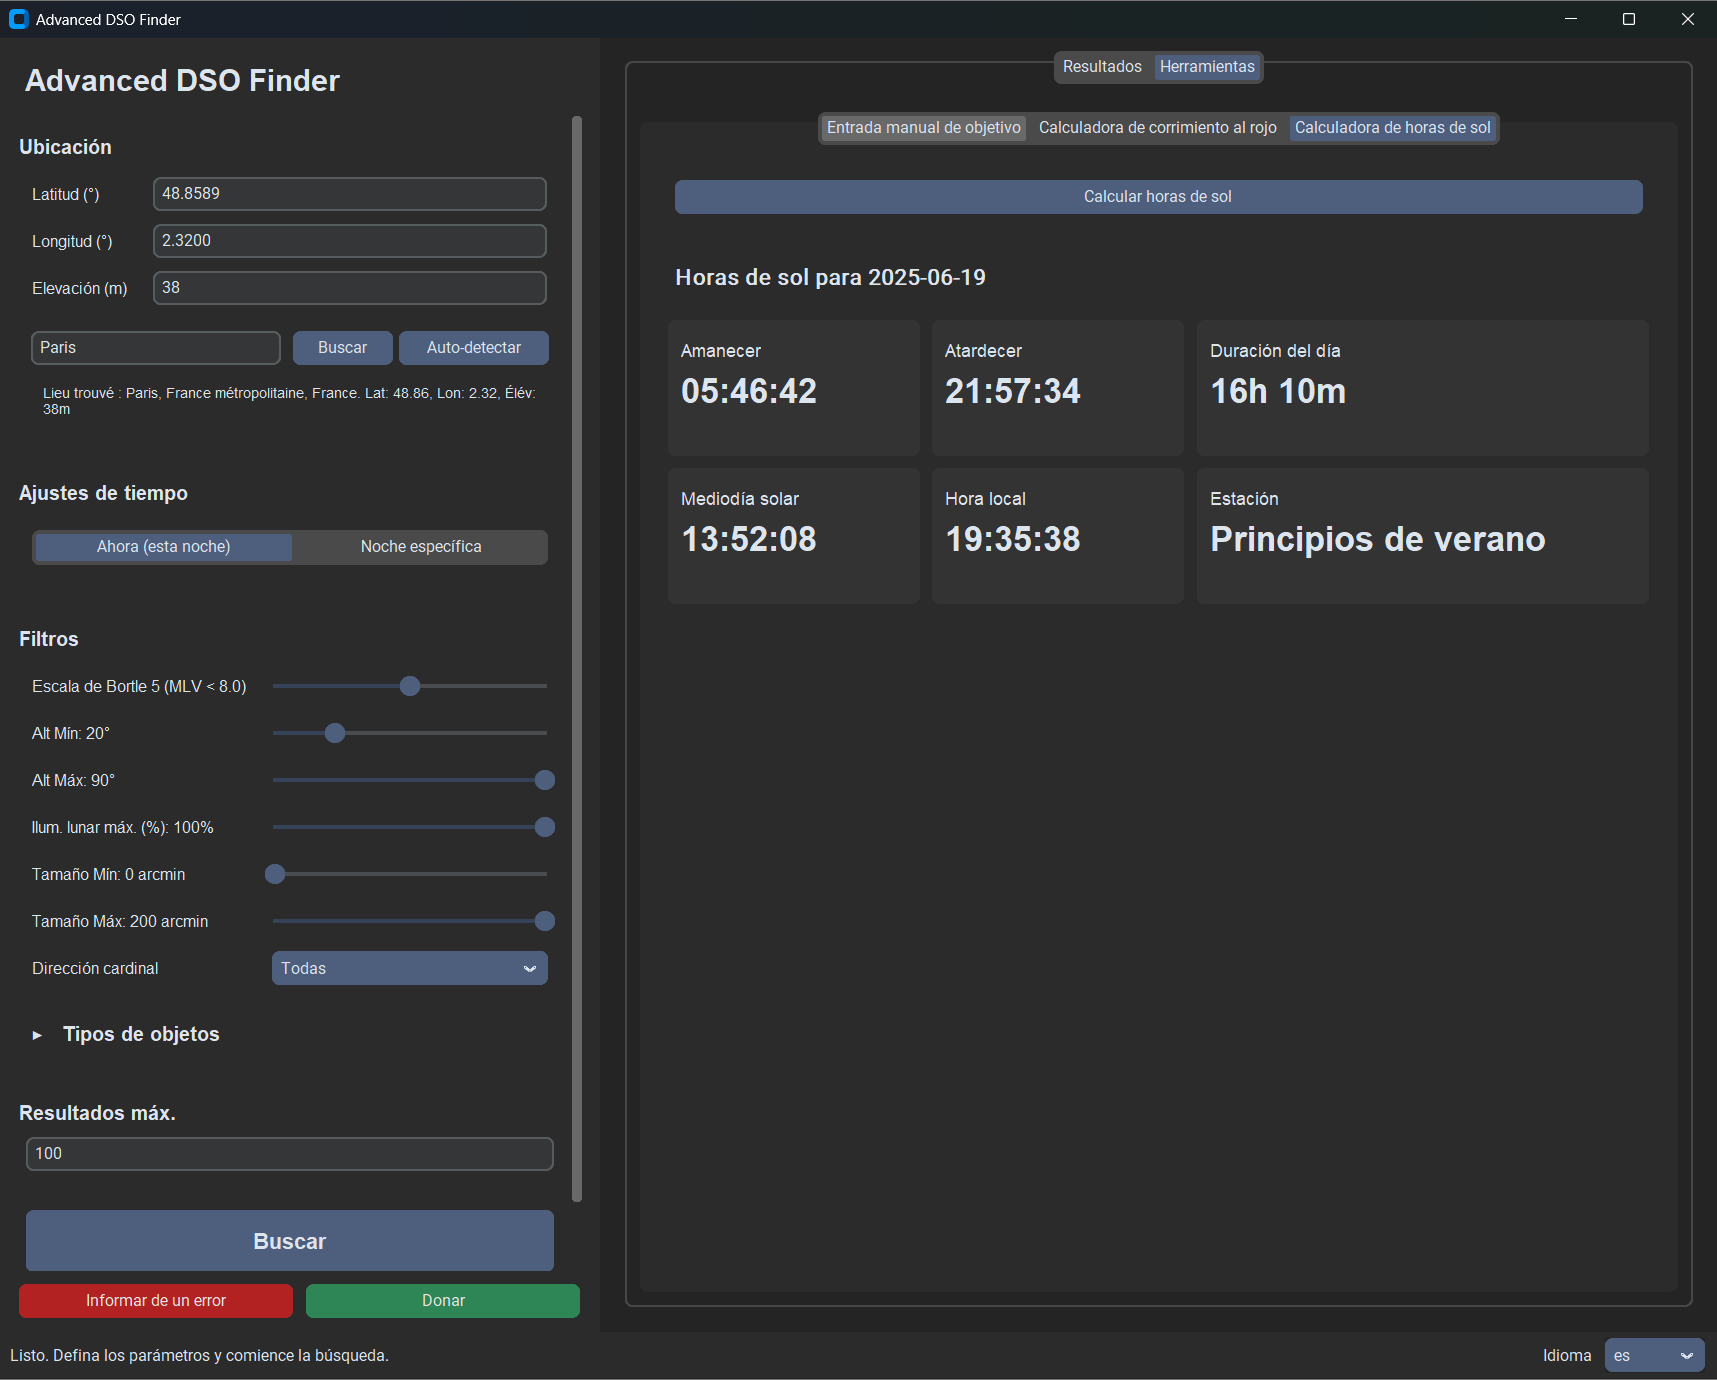 Advanced DSO Finder
Advanced DSO Finder
Ubicación
Latitud (°)
48.8589
Longitud (°)
2.3200
Elevación (m)
38
Paris
Buscar
Auto-detectar
Lieu trouvé : Paris, France métropolitaine, France. Lat: 48.86, Lon: 2.32, Élév:
38m
Ajustes de tiempo
Ahora (esta noche)
Noche específica
Filtros
Escala de Bortle 5 (MLV < 8.0)
Alt Mín: 20°
Alt Máx: 90°
Ilum. lunar máx. (%): 100%
Tamaño Mín: 0 arcmin
Tamaño Máx: 200 arcmin
Dirección cardinal
Todas
Tipos de objetos
Resultados máx.
100
Buscar
Informar de un error
Donar
Resultados
Herramientas
Entrada manual de objetivo
Calculadora de corrimiento al rojo
Calculadora de horas de sol
Calcular horas de sol
Horas de sol para 2025-06-19
Amanecer
05:46:42
Atardecer
21:57:34
Duración del día
16h 10m
Mediodía solar
13:52:08
Hora local
19:35:38
Estación
Principios de verano
Listo. Defina los parámetros y comience la búsqueda.
Idioma
es